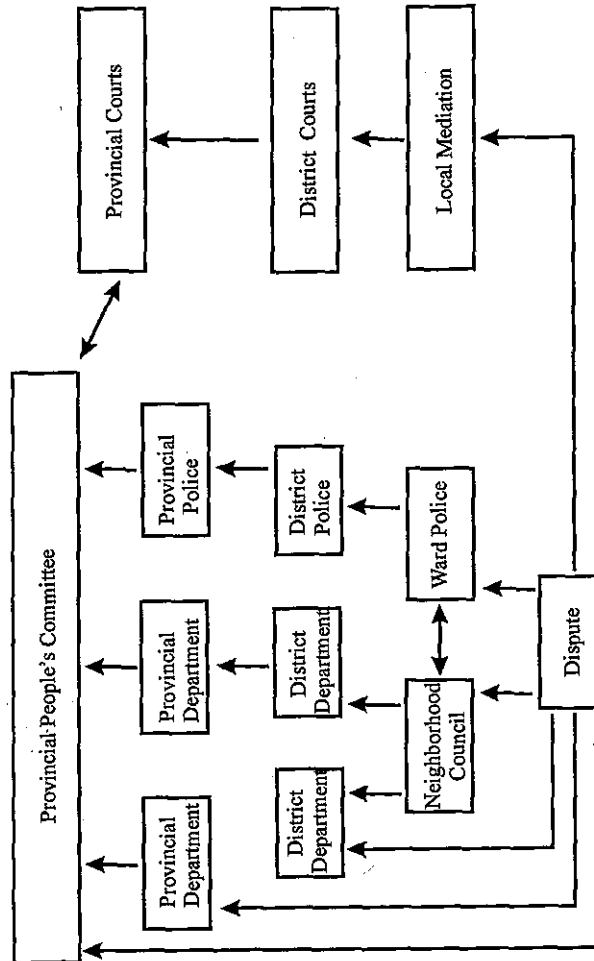 Provincial People's Committee
Provincial Courts
Provincial
Department
Provincial
Department
Provincial
Police
District
Department
District
Department
District
Police
District Courts
Neighborhood
Council
Ward Police
Local Mediation
Dispute